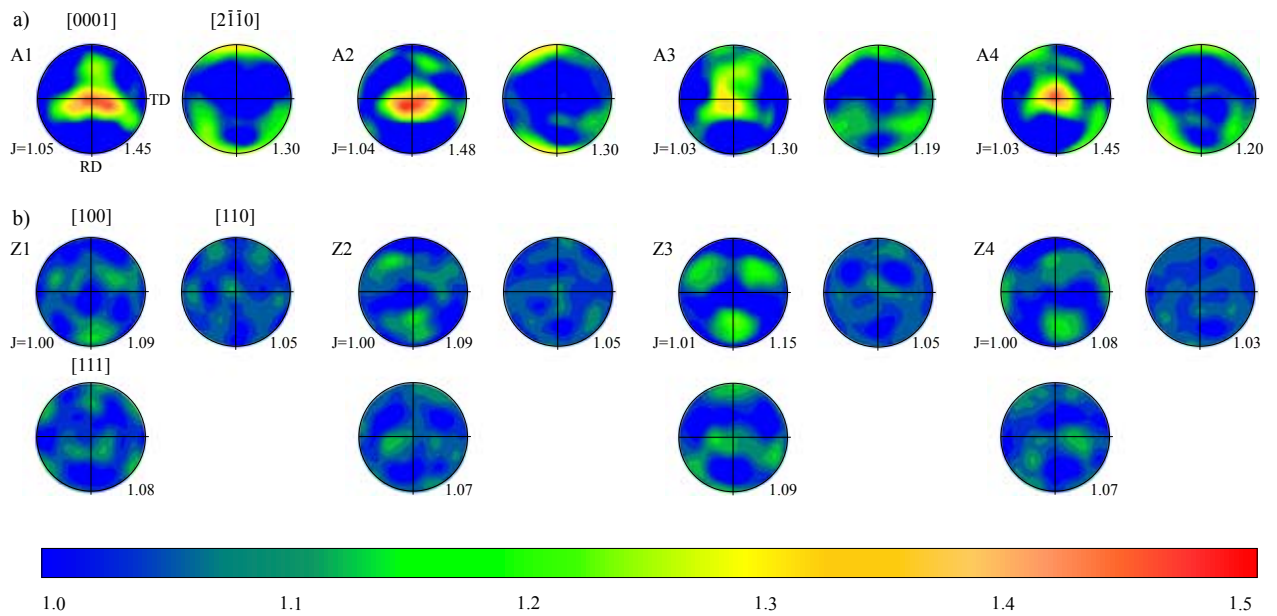 a) [0001] [21̄1̄0]
A1 A2 A3 A4
TD
J=1.05 1.45 1.30 J=1.04 1.48 1.30 J=1.03 1.30 1.19 J=1.03 1.45 1.20
RD
b) [100] [110]
Z1 Z2 Z3 Z4
J=1.00 1.09 1.05 J=1.00 1.09 1.05 J=1.01 1.15 1.05 J=1.00 1.08 1.03
[111]
1.08 1.07 1.09 1.07
1.0 1.1 1.2 1.3 1.4 1.5